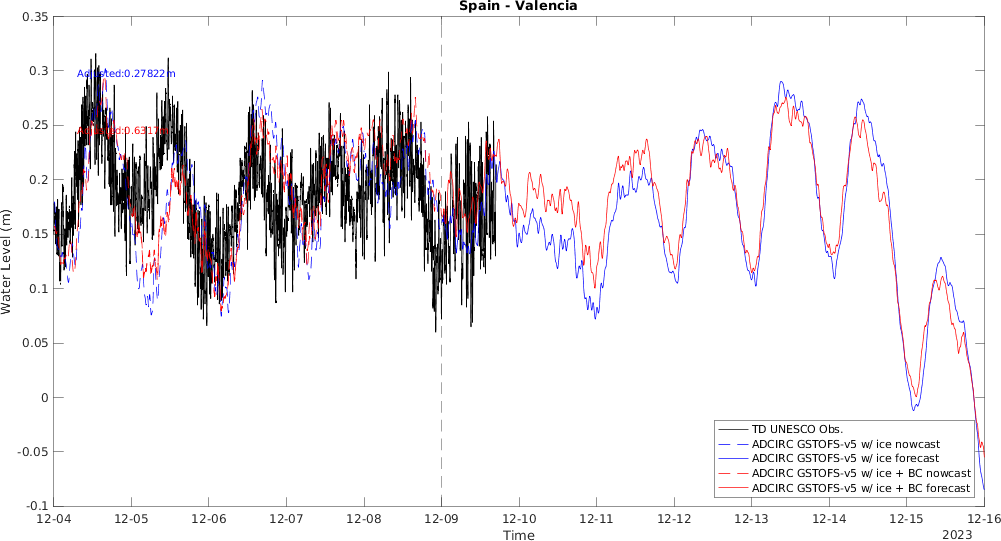 Spain - Valencia
0.35
0.3
0.25
0.2
0.15
0.1
0.05
0
-0.05
-0.1
Water Level (m)
Adjusted:0.27822m
TD UNESCO Obs.
ADCIRC GSTOFS-v5 w/ ice nowcast
ADCIRC GSTOFS-v5 w/ ice forecast
ADCIRC GSTOFS-v5 w/ ice + BC nowcast
ADCIRC GSTOFS-v5 w/ ice + BC forecast
12-04 12-05 12-06 12-07 12-08 12-09 12-10 12-11 12-12 12-13 12-14 12-15 12-16
Time
2023